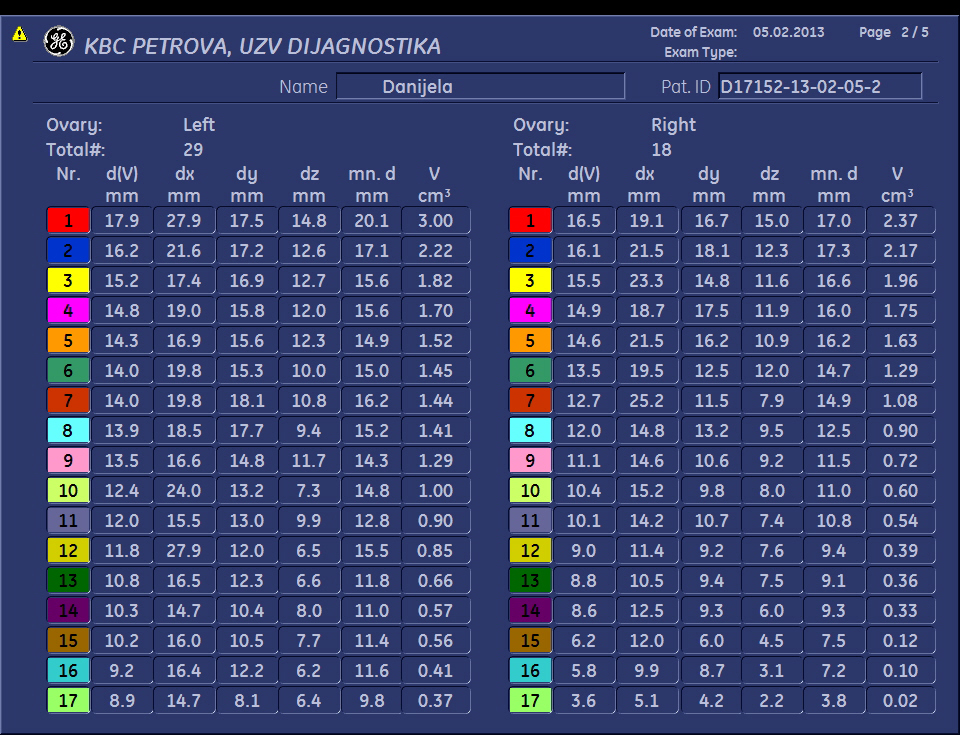 KBC PETROVA, UZV DIJAGNOSTIKA
Date of Exam: 05.02.2013 Page 2 / 5
Exam Type:
Name Danijela Pat. ID D17152-13-02-05-2
Ovary: Left Ovary: Right
Total#: 29 Total#: 18
Nr. d(V) dx dy dz mn. d V Nr. d(V) dx dy dz mn. d V
mm mm mm mm mm cm³ mm mm mm mm mm cm³
1 17.9 27.9 17.5 14.8 20.1 3.00 1 16.5 19.1 16.7 15.0 17.0 2.37
2 16.2 21.6 17.2 12.6 17.1 2.22 2 16.1 21.5 18.1 12.3 17.3 2.17
3 15.2 17.4 16.9 12.7 15.6 1.82 3 15.5 23.3 14.8 11.6 16.6 1.96
4 14.8 19.0 15.8 12.0 15.6 1.70 4 14.9 18.7 17.5 11.9 16.0 1.75
5 14.3 16.9 15.6 12.3 14.9 1.52 5 14.6 21.5 16.2 10.9 16.2 1.63
6 14.0 19.8 15.3 10.0 15.0 1.45 6 13.5 19.5 12.5 12.0 14.7 1.29
7 14.0 19.8 18.1 10.8 16.2 1.44 7 12.7 25.2 11.5 7.9 14.9 1.08
8 13.9 18.5 17.7 9.4 15.2 1.41 8 12.0 14.8 13.2 9.5 12.5 0.90
9 13.5 16.6 14.8 11.7 14.3 1.29 9 11.1 14.6 10.6 9.2 11.5 0.72
10 12.4 24.0 13.2 7.3 14.8 1.00 10 10.4 15.2 9.8 8.0 11.0 0.60
11 12.0 15.5 13.0 9.9 12.8 0.90 11 10.1 14.2 10.7 7.4 10.8 0.54
12 11.8 27.9 12.0 6.5 15.5 0.85 12 9.0 11.4 9.2 7.6 9.4 0.39
13 10.8 16.5 12.3 6.6 11.8 0.66 13 8.8 10.5 9.4 7.5 9.1 0.36
14 10.3 14.7 10.4 8.0 11.0 0.57 14 8.6 12.5 9.3 6.0 9.3 0.33
15 10.2 16.0 10.5 7.7 11.4 0.56 15 6.2 12.0 6.0 4.5 7.5 0.12
16 9.2 16.4 12.2 6.2 11.6 0.41 16 5.8 9.9 8.7 3.1 7.2 0.10
17 8.9 14.7 8.1 6.4 9.8 0.37 17 3.6 5.1 4.2 2.2 3.8 0.02